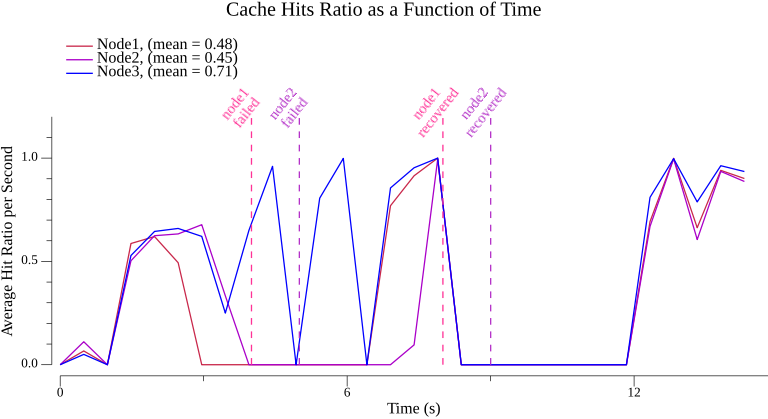 Cache Hits Ratio as a Function of Time
Node1, (mean = 0.48)
Node2, (mean = 0.45)
Node3, (mean = 0.71)
node1
failed
node2
failed
node1
recovered
node2
recovered
Average Hit Ratio per Second
1.0
0.5
0.0
0
6
12
Time (s)